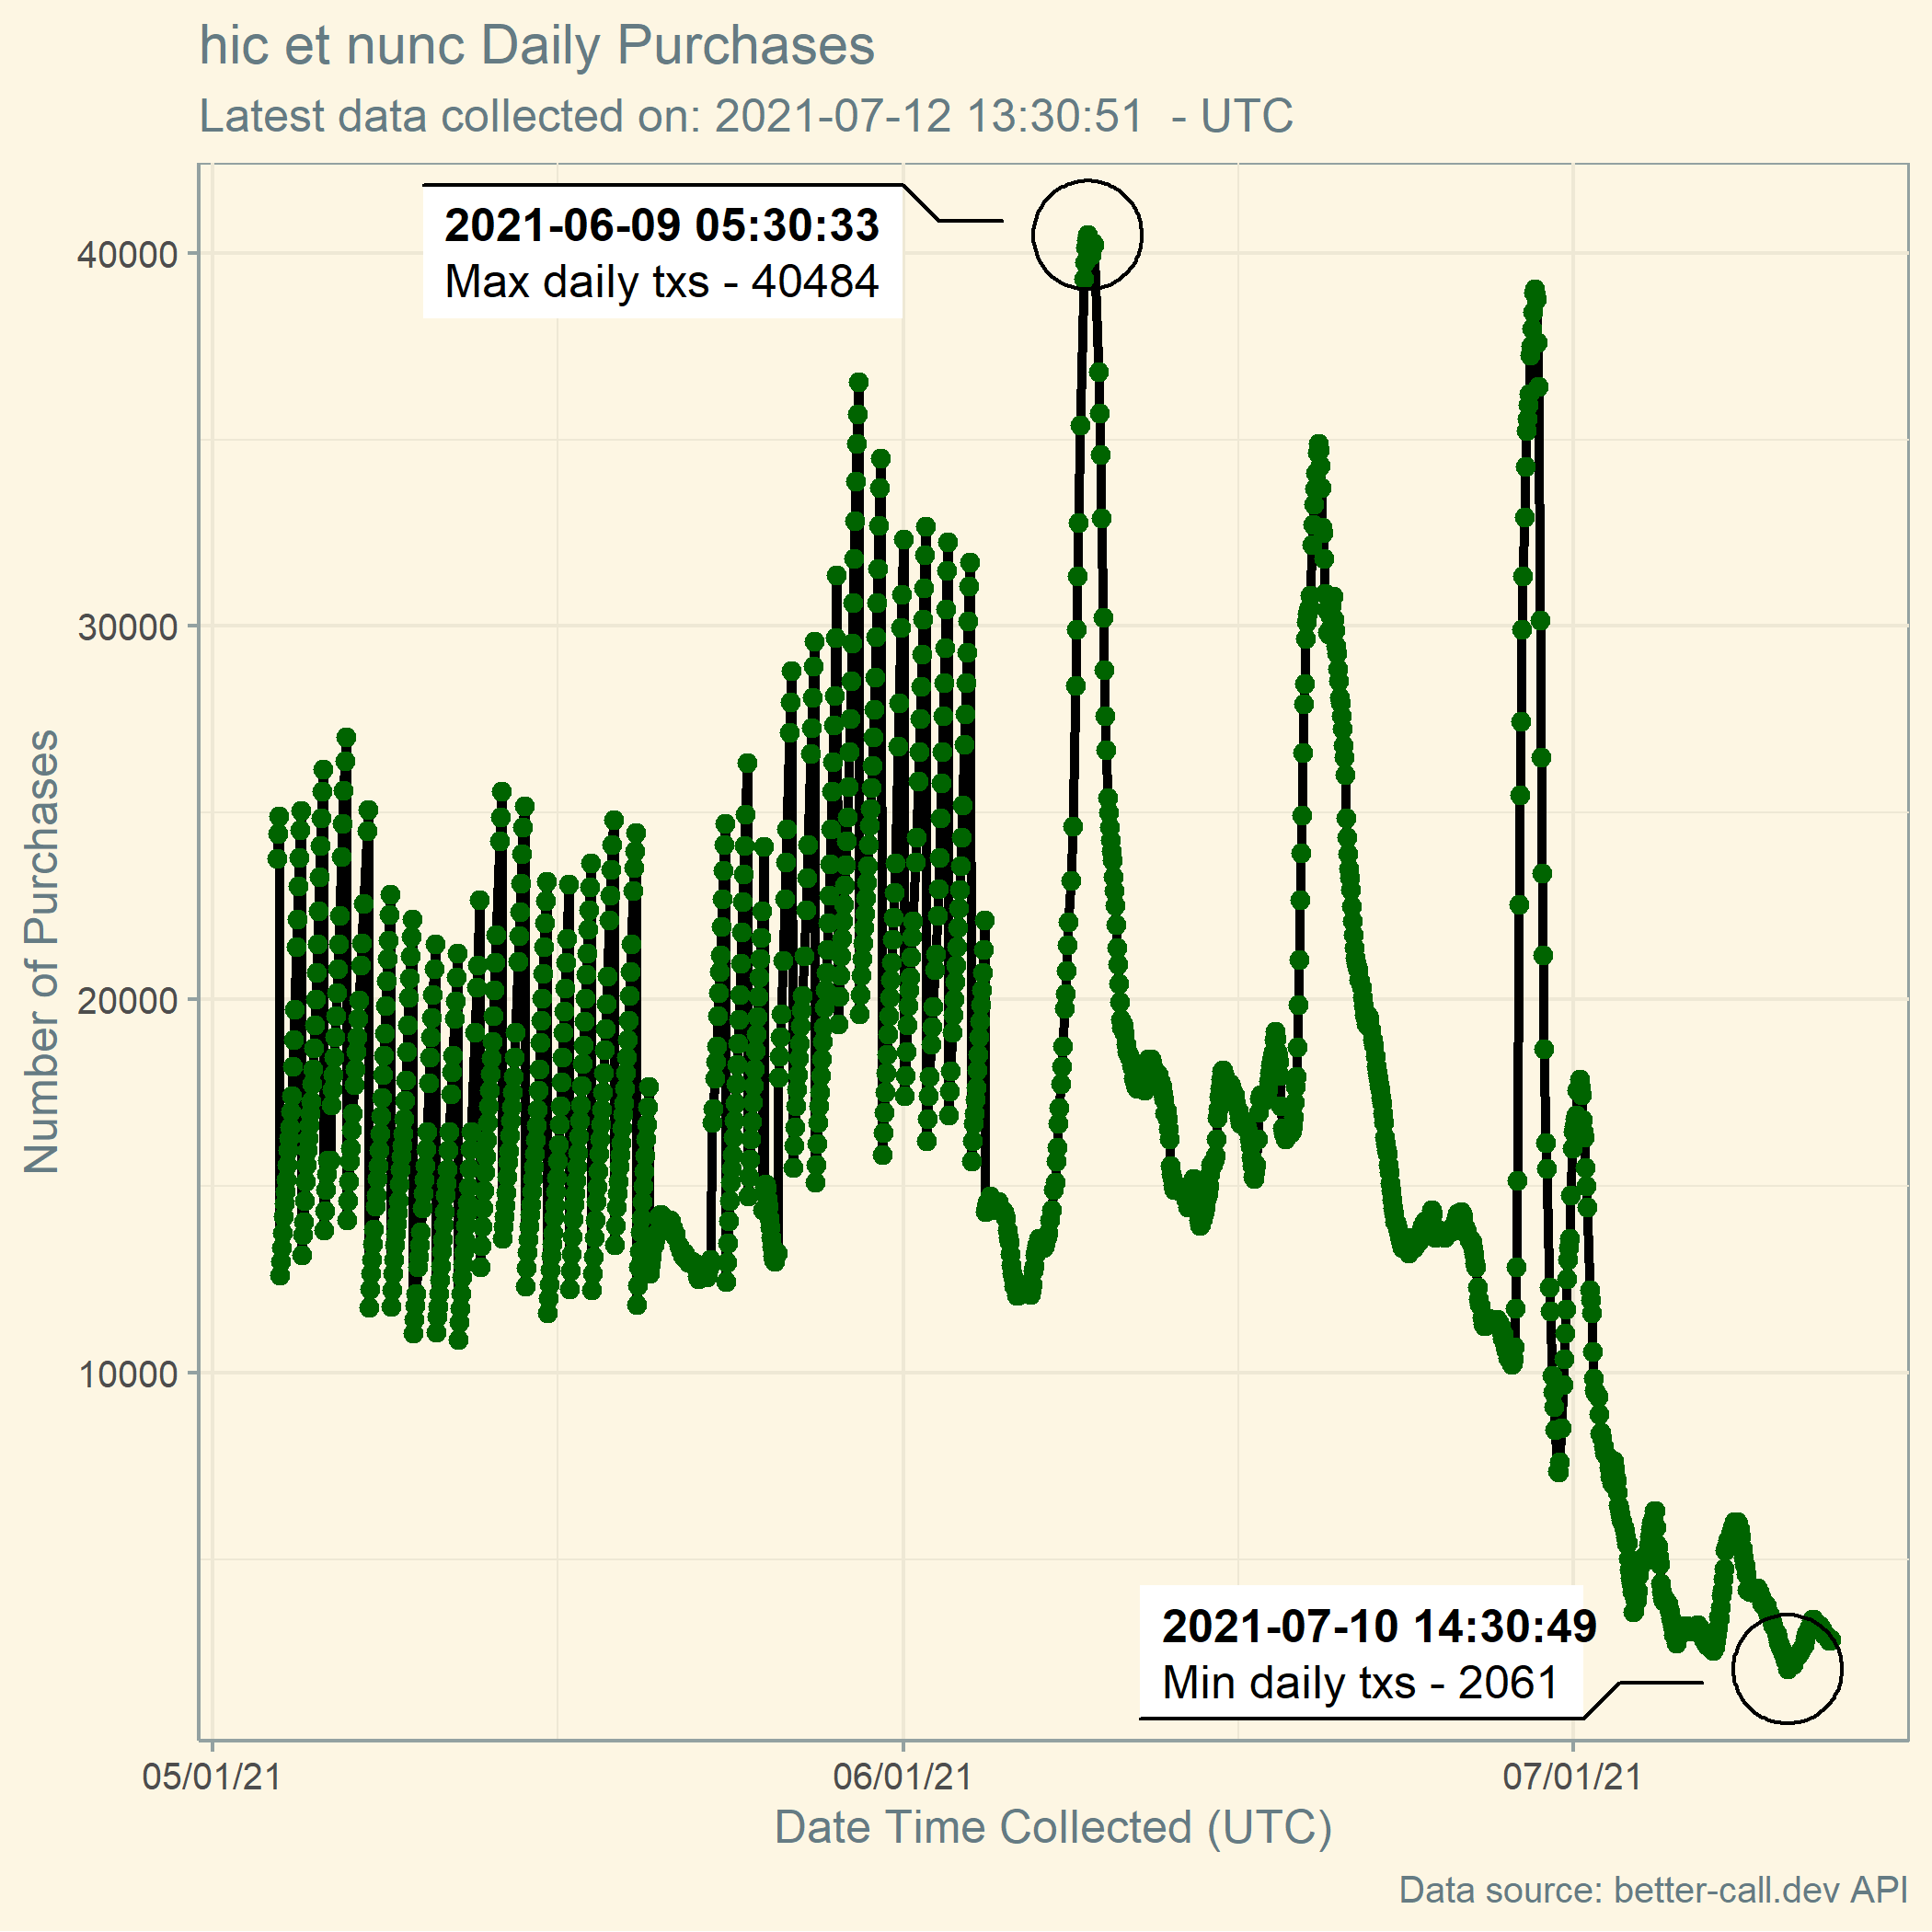 hic et nunc Daily Purchases
Latest data collected on: 2021-07-12 13:30:51  - UTC
2021-06-09 05:30:33
Max daily txs - 40484
40000
30000
20000
10000
Number of Purchases
2021-07-10 14:30:49
Min daily txs - 2061
05/01/21
06/01/21
07/01/21
Date Time Collected (UTC)
Data source: better-call.dev API